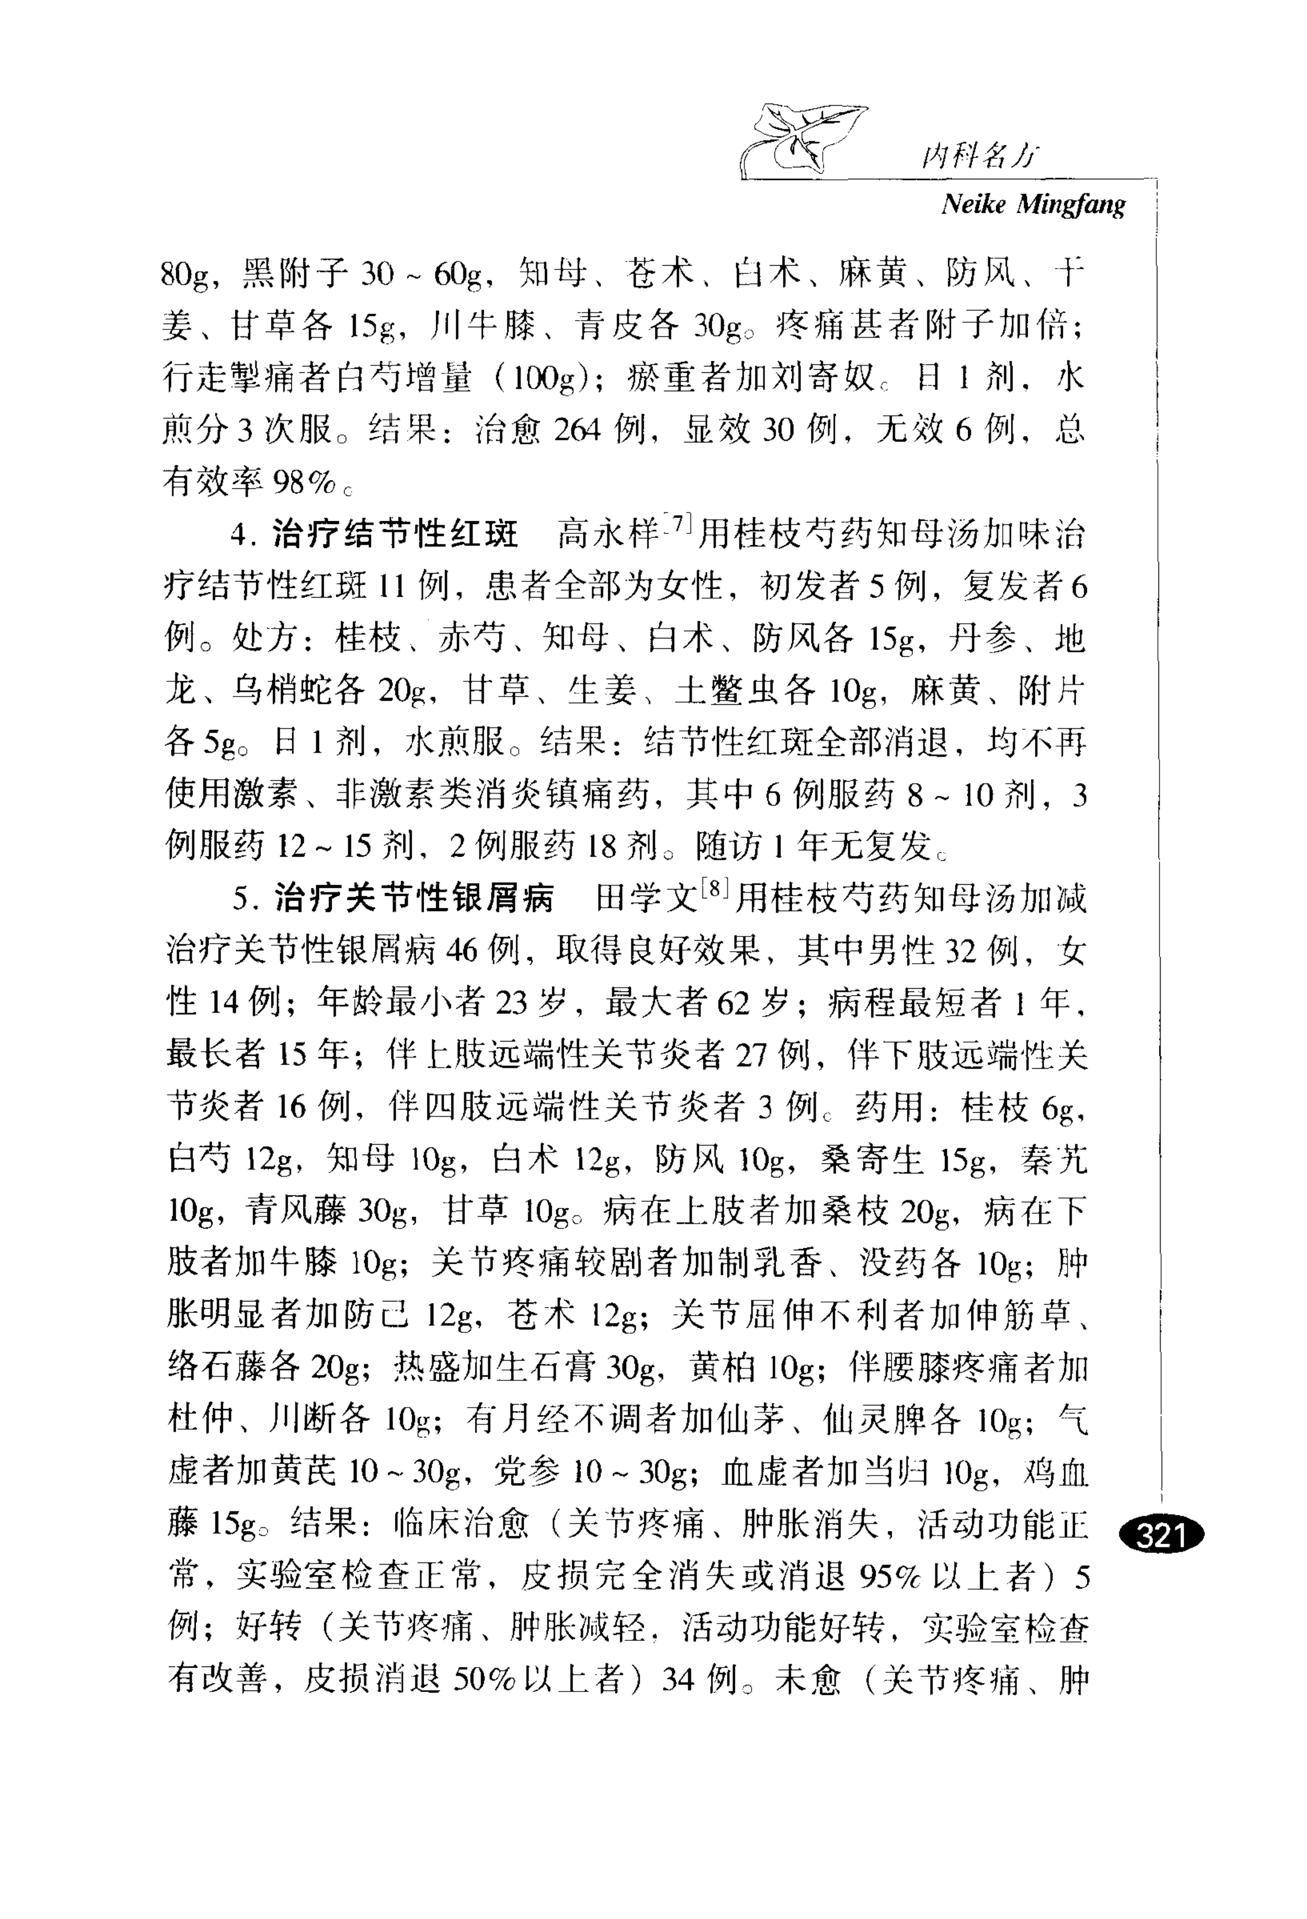 内科名方
Neike Mingfang
80g，黑附子 30 ~ 60g，知母、苍术、白术、麻黄、防风、干
姜、甘草各 15g，川牛膝、青皮各 30g。疼痛甚者附子加倍；
行走掣痛者白芍增量（100g）；瘀重者加刘寄奴。日 1 剂，水
煎分 3 次服。结果：治愈 264 例，显效 30 例，无效 6 例，总
有效率 98%。
4. 治疗结节性红斑 高永样[7]用桂枝芍药知母汤加味治
疗结节性红斑 11 例，患者全部为女性，初发者 5 例，复发者 6
例。处方：桂枝、赤芍、知母、白术、防风各 15g，丹参、地
龙、乌梢蛇各 20g，甘草、生姜、土鳖虫各 10g，麻黄、附片
各 5g。日 1 剂，水煎服。结果：结节性红斑全部消退，均不再
使用激素、非激素类消炎镇痛药，其中 6 例服药 8 ~ 10 剂，3
例服药 12 ~ 15 剂，2 例服药 18 剂。随访 1 年无复发。
5. 治疗关节性银屑病 田学文[8]用桂枝芍药知母汤加减
治疗关节性银屑病 46 例，取得良好效果，其中男性 32 例，女
性 14 例；年龄最小者 23 岁，最大者 62 岁；病程最短者 1 年，
最长者 15 年；伴上肢远端性关节炎者 27 例，伴下肢远端性关
节炎者 16 例，伴四肢远端性关节炎者 3 例。药用：桂枝 6g，
白芍 12g，知母 10g，白术 12g，防风 10g，桑寄生 15g，秦艽
10g，青风藤 30g，甘草 10g。病在上肢者加桑枝 20g，病在下
肢者加牛膝 10g；关节疼痛较剧者加制乳香、没药各 10g；肿
胀明显者加防己 12g，苍术 12g；关节屈伸不利者加伸筋草、
络石藤各 20g；热盛加生石膏 30g，黄柏 10g；伴腰膝疼痛者加
杜仲、川断各 10g；有月经不调者加仙茅、仙灵脾各 10g；气
虚者加黄芪 10 ~ 30g，党参 10 ~ 30g；血虚者加当归 10g，鸡血
藤 15g。结果：临床治愈（关节疼痛、肿胀消失，活动功能正
常，实验室检查正常，皮损完全消失或消退 95% 以上者）5
例；好转（关节疼痛、肿胀减轻，活动功能好转，实验室检查
有改善，皮损消退 50% 以上者）34 例。未愈（关节疼痛、肿
321